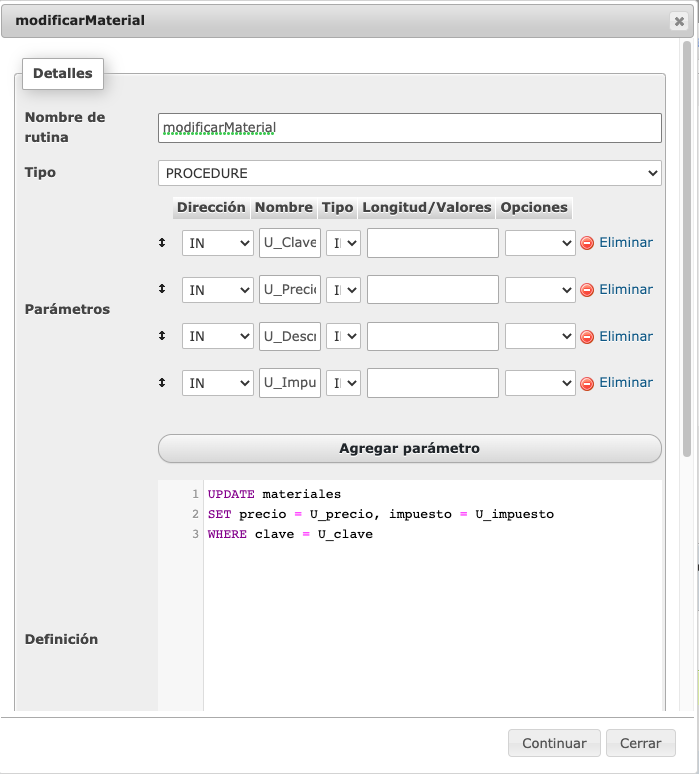 modificarMaterial
Detalles
Nombre de rutina
modificarMaterial
Tipo
PROCEDURE
Parámetros
Dirección Nombre Tipo Longitud/Valores Opciones
IN U_Clave Eliminar
IN U_Preci Eliminar
IN U_Descr Eliminar
IN U_Impu Eliminar
Agregar parámetro
Definición
1 UPDATE materiales
2 SET precio = U_precio, impuesto = U_impuesto
3 WHERE clave = U_clave
Continuar Cerrar